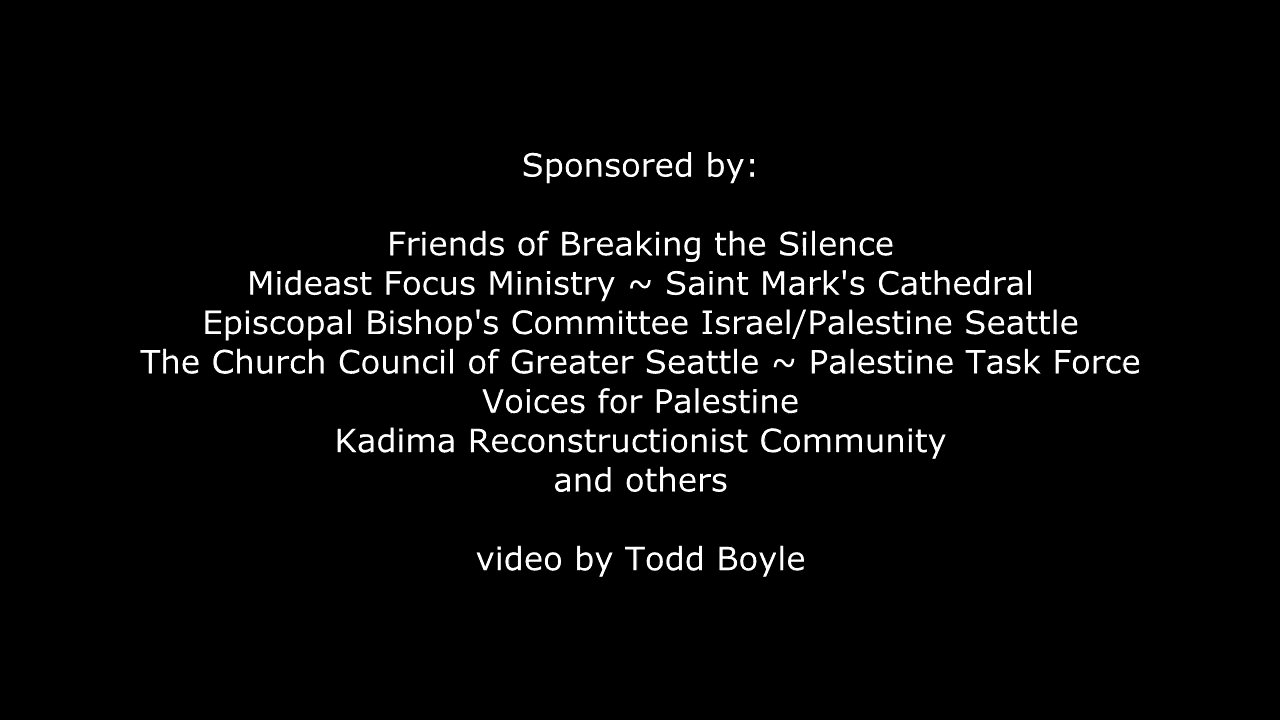 Sponsored by:
Friends of Breaking the Silence
Mideast Focus Ministry ~ Saint Mark's Cathedral
Episcopal Bishop's Committee Israel/Palestine Seattle
The Church Council of Greater Seattle ~ Palestine Task Force
Voices for Palestine
Kadima Reconstructionist Community
and others
video by Todd Boyle